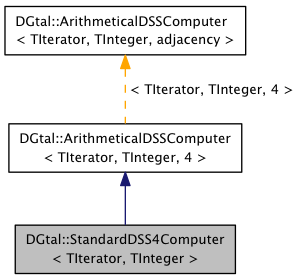 DGtal::ArithmeticalDSSComputer
< TIterator, TInteger, adjacency >
< TIterator, TInteger, 4 >
DGtal::ArithmeticalDSSComputer
< TIterator, TInteger, 4 >
DGtal::StandardDSS4Computer
< TIterator, TInteger >